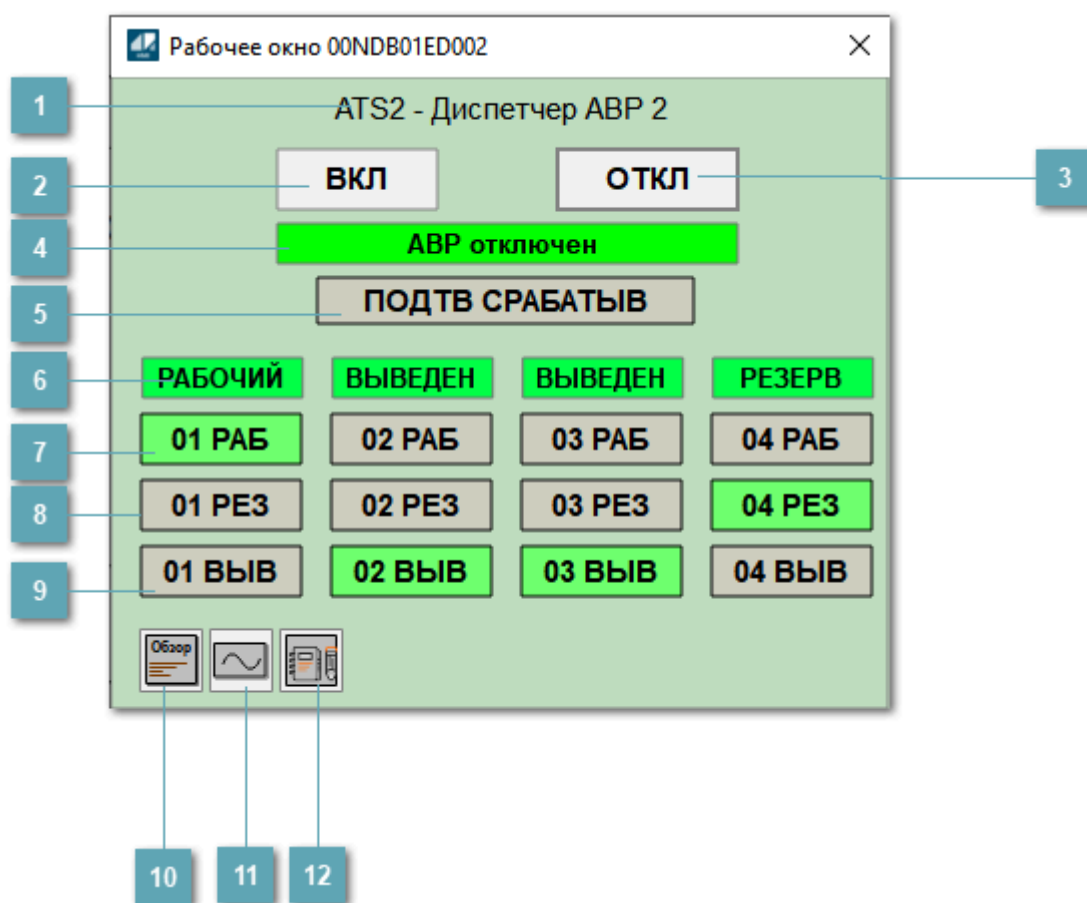 Рабочее окно 00NDB01ED002
1
ATS2 - Диспетчер АВР 2
2
ВКЛ
ОТКЛ
3
4
АВР отключен
5
ПОДТВ СРАБАТЫВ
6
РАБОЧИЙ ВЫВЕДЕН ВЫВЕДЕН РЕЗЕРВ
7
01 РАБ 02 РАБ 03 РАБ 04 РАБ
8
01 РЕЗ 02 РЕЗ 03 РЕЗ 04 РЕЗ
9
01 ВЫВ 02 ВЫВ 03 ВЫВ 04 ВЫВ
Обзор
10 11 12